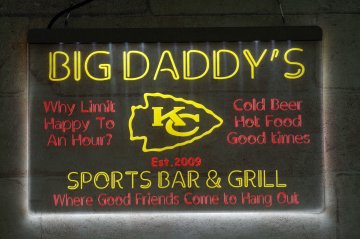 BIG DADDY'S
Why Limit
Happy To
An Hour?
KC
Cold Beer
Hot Food
Good times
Est.2009
SPORTS BAR & GRILL
Where Good Friends Come to Hang Out